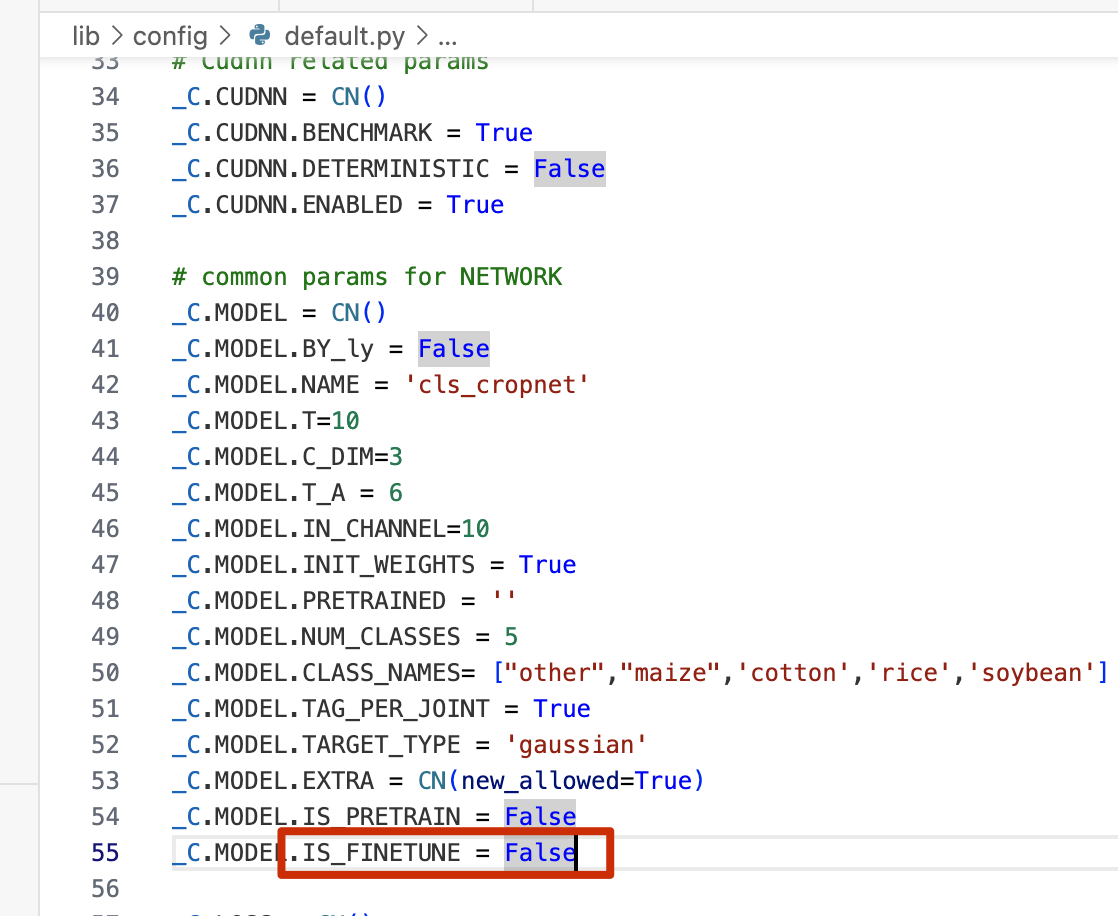 lib > config > default.py > ...
33 # Cudnn related params
34 _C.CUDNN = CN()
35 _C.CUDNN.BENCHMARK = True
36 _C.CUDNN.DETERMINISTIC = False
37 _C.CUDNN.ENABLED = True
38
39 # common params for NETWORK
40 _C.MODEL = CN()
41 _C.MODEL.BY_ly = False
42 _C.MODEL.NAME = 'cls_cropnet'
43 _C.MODEL.T=10
44 _C.MODEL.C_DIM=3
45 _C.MODEL.T_A = 6
46 _C.MODEL.IN_CHANNEL=10
47 _C.MODEL.INIT_WEIGHTS = True
48 _C.MODEL.PRETRAINED = ''
49 _C.MODEL.NUM_CLASSES = 5
50 _C.MODEL.CLASS_NAMES= ["other","maize",'cotton','rice','soybean']
51 _C.MODEL.TAG_PER_JOINT = True
52 _C.MODEL.TARGET_TYPE = 'gaussian'
53 _C.MODEL.EXTRA = CN(new_allowed=True)
54 _C.MODEL.IS_PRETRAIN = False
55 _C.MODEL.IS_FINETUNE = False
56